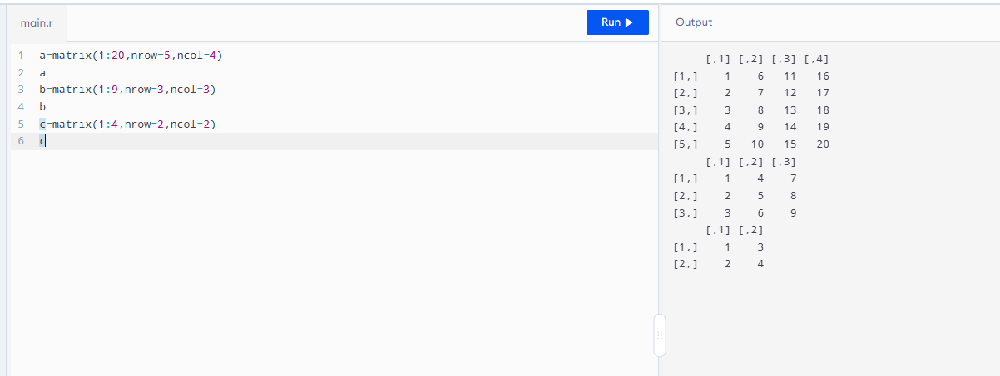 main.r
Run
1 a=matrix(1:20,nrow=5,ncol=4)
2 a
3 b=matrix(1:9,nrow=3,ncol=3)
4 b
5 c=matrix(1:4,nrow=2,ncol=2)
6 c
Output
[,1] [,2] [,3] [,4]
[1,] 1 6 11 16
[2,] 2 7 12 17
[3,] 3 8 13 18
[4,] 4 9 14 19
[5,] 5 10 15 20
[,1] [,2] [,3]
[1,] 1 4 7
[2,] 2 5 8
[3,] 3 6 9
[,1] [,2]
[1,] 1 3
[2,] 2 4